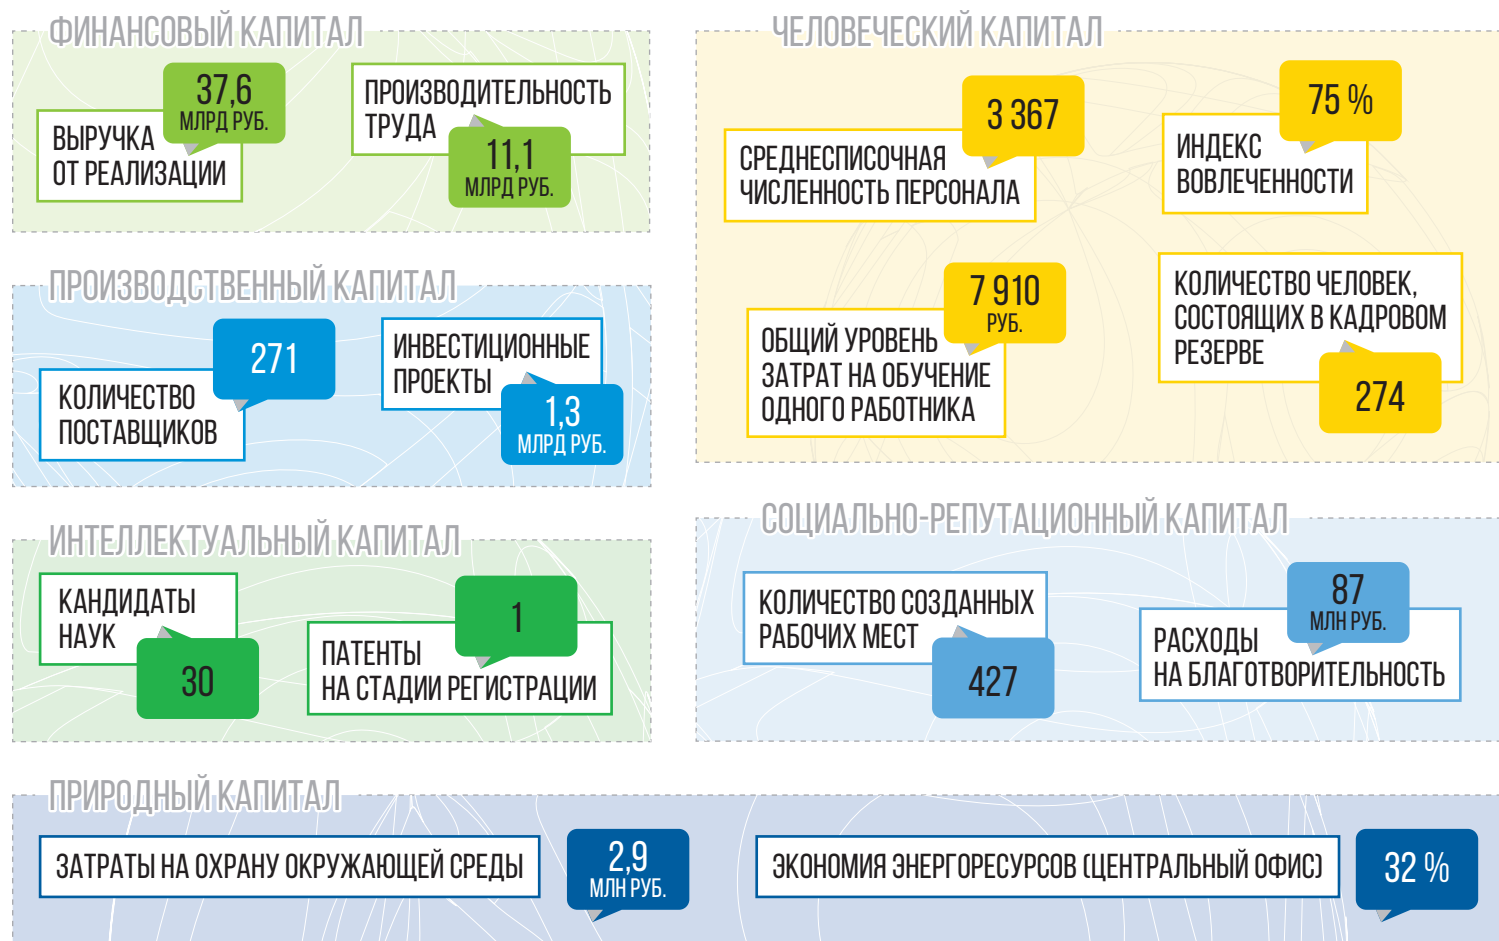 ФИНАНСОВЫЙ КАПИТАЛ
37,6
МЛРД РУБ.
ВЫРУЧКА
ОТ РЕАЛИЗАЦИИ
ПРОИЗВОДИТЕЛЬНОСТЬ
ТРУДА
11,1
МЛРД РУБ.
ЧЕЛОВЕЧЕСКИЙ КАПИТАЛ
3 367
СРЕДНЕСПИСОЧНАЯ
ЧИСЛЕННОСТЬ ПЕРСОНАЛА
75 %
ИНДЕКС
ВОВЛЕЧЕННОСТИ
7 910
РУБ.
ОБЩИЙ УРОВЕНЬ
ЗАТРАТ НА ОБУЧЕНИЕ
ОДНОГО РАБОТНИКА
КОЛИЧЕСТВО ЧЕЛОВЕК,
СОСТОЯЩИХ В КАДРОВОМ
РЕЗЕРВЕ
274
ПРОИЗВОДСТВЕННЫЙ КАПИТАЛ
271
КОЛИЧЕСТВО
ПОСТАВЩИКОВ
ИНВЕСТИЦИОННЫЕ
ПРОЕКТЫ
1,3
МЛРД РУБ.
ИНТЕЛЛЕКТУАЛЬНЫЙ КАПИТАЛ
КАНДИДАТЫ
НАУК
30
1
ПАТЕНТЫ
НА СТАДИИ РЕГИСТРАЦИИ
СОЦИАЛЬНО-РЕПУТАЦИОННЫЙ КАПИТАЛ
КОЛИЧЕСТВО СОЗДАННЫХ
РАБОЧИХ МЕСТ
427
87
МЛН РУБ.
РАСХОДЫ
НА БЛАГОТВОРИТЕЛЬНОСТЬ
ПРИРОДНЫЙ КАПИТАЛ
ЗАТРАТЫ НА ОХРАНУ ОКРУЖАЮЩЕЙ СРЕДЫ
2,9
МЛН РУБ.
ЭКОНОМИЯ ЭНЕРГОРЕСУРСОВ (ЦЕНТРАЛЬНЫЙ ОФИС)
32 %